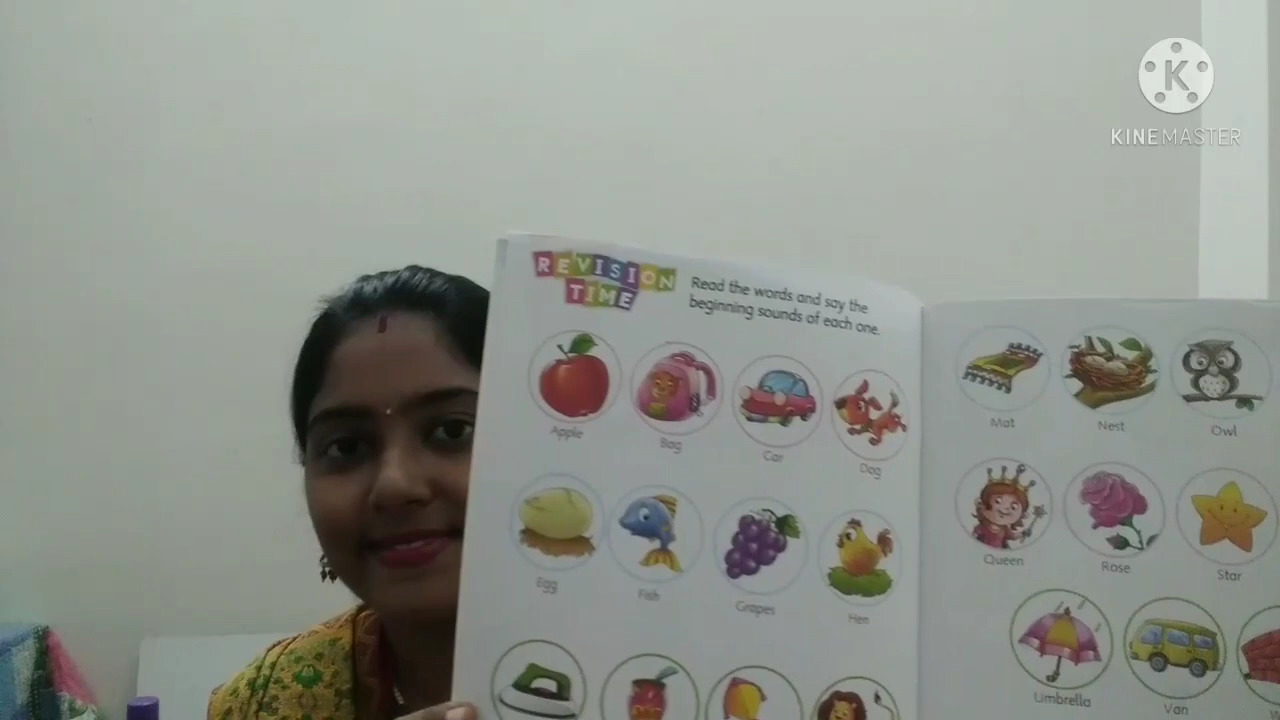 KINEMASTER
REVISION
TIME
Read the words and say the
beginning sounds of each one.
Apple
Bag
Car
Dog
Egg
Fish
Grapes
Hen
Mat
Nest
Owl
Queen
Rose
Star
Umbrella
Van